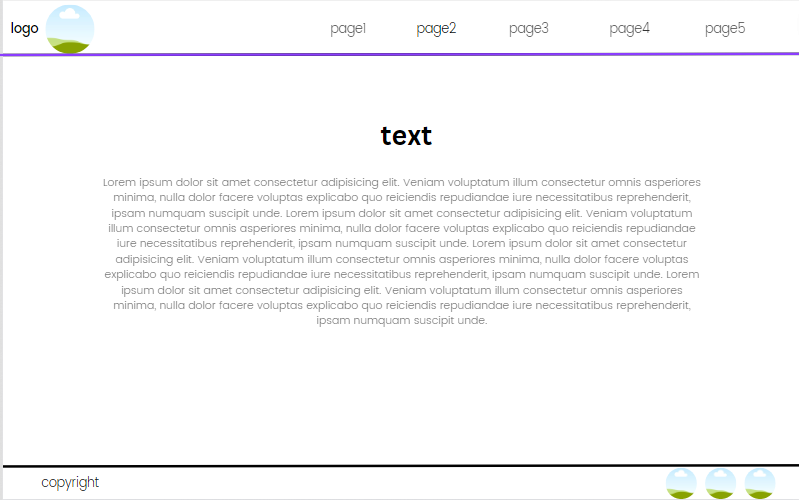 logo
page1 page2 page3 page4 page5
text
Lorem ipsum dolor sit amet consectetur adipisicing elit. Veniam voluptatum illum consectetur omnis asperiores
minima, nulla dolor facere voluptas explicabo quo reiciendis repudiandae iure necessitatibus reprehenderit,
ipsam numquam suscipit unde. Lorem ipsum dolor sit amet consectetur adipisicing elit. Veniam voluptatum
illum consectetur omnis asperiores minima, nulla dolor facere voluptas explicabo quo reiciendis repudiandae
iure necessitatibus reprehenderit, ipsam numquam suscipit unde. Lorem ipsum dolor sit amet consectetur
adipisicing elit. Veniam voluptatum illum consectetur omnis asperiores minima, nulla dolor facere voluptas
explicabo quo reiciendis repudiandae iure necessitatibus reprehenderit, ipsam numquam suscipit unde. Lorem
ipsum dolor sit amet consectetur adipisicing elit. Veniam voluptatum illum consectetur omnis asperiores
minima, nulla dolor facere voluptas explicabo quo reiciendis repudiandae iure necessitatibus reprehenderit,
ipsam numquam suscipit unde.
copyright